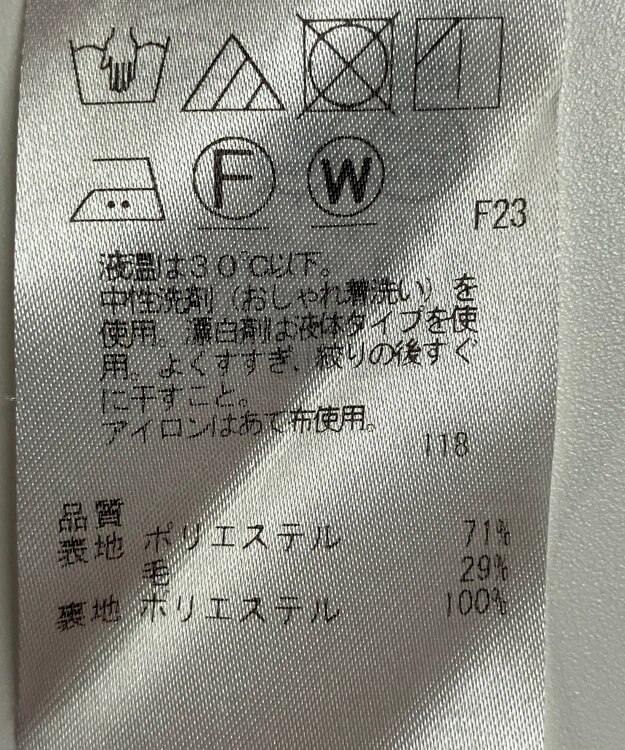 F
W
F23
液温は30℃以下。
中性洗剤（おしゃれ着洗い）を
使用。漂白剤は液体タイプを使
用。よくすすぎ、絞りの後すぐ
に干すこと。
アイロンはあて布使用。
118
品質
表地 ポリエステル 71%
毛 29%
裏地 ポリエステル 100%